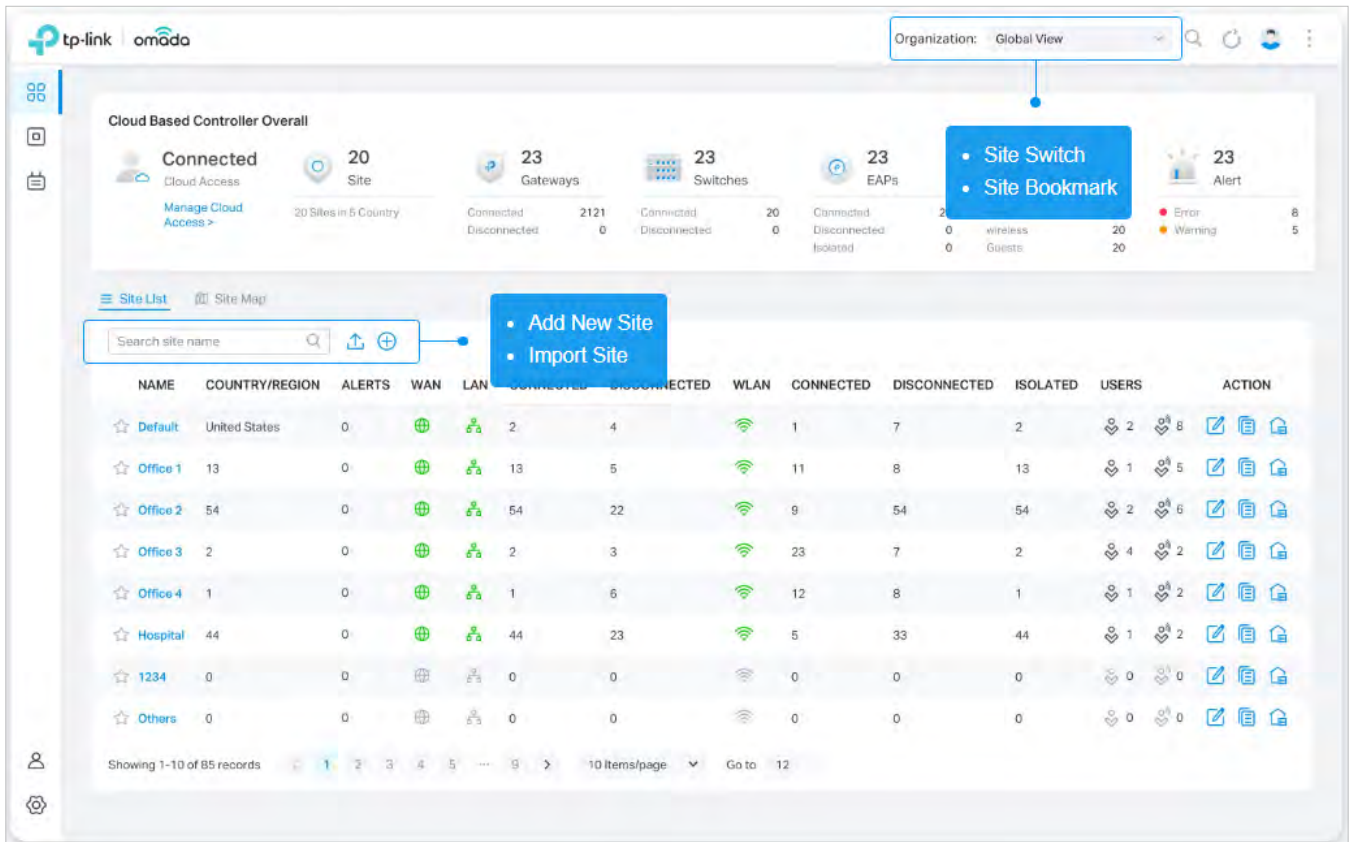 tp-link omada
Organization: Global View
Cloud Based Controller Overall
Connected
Cloud Access
Manage Cloud
Access >
20
Site
20 Sites in 5 Country
23
Gateways
Connected 2121
Disconnected 0
23
Switches
Connected 20
Disconnected 0
23
EAPs
Connected
Disconnected 0
Isolated 0
wireless 20
Guests 20
23
Alert
Error 8
Warning 5
• Site Switch
• Site Bookmark
Site List Site Map
Search site name
• Add New Site
• Import Site
NAME COUNTRY/REGION ALERTS WAN LAN CONNECTED DISCONNECTED WLAN CONNECTED DISCONNECTED ISOLATED USERS ACTION
Default United States 0 2 4 1 7 2 2 8
Office 1 13 0 13 5 11 8 13 1 5
Office 2 54 0 54 22 9 54 54 2 6
Office 3 2 0 2 3 23 7 2 4 2
Office 4 1 0 1 6 12 8 1 1 2
Hospital 44 0 44 23 5 33 44 1 2
1234 0 0 0 0 0 0 0 0 0
Others 0 0 0 0 0 0 0 0 0
Showing 1-10 of 85 records 1 2 3 4 5 ... 9 > 10 Items/page Go to 12